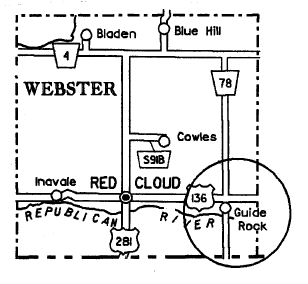 Bladen
Blue Hill
4
WEBSTER
78
Cowles
S91B
Inavale
RED CLOUD
136
REPUBLICAN RIVER
Guide
Rock
281